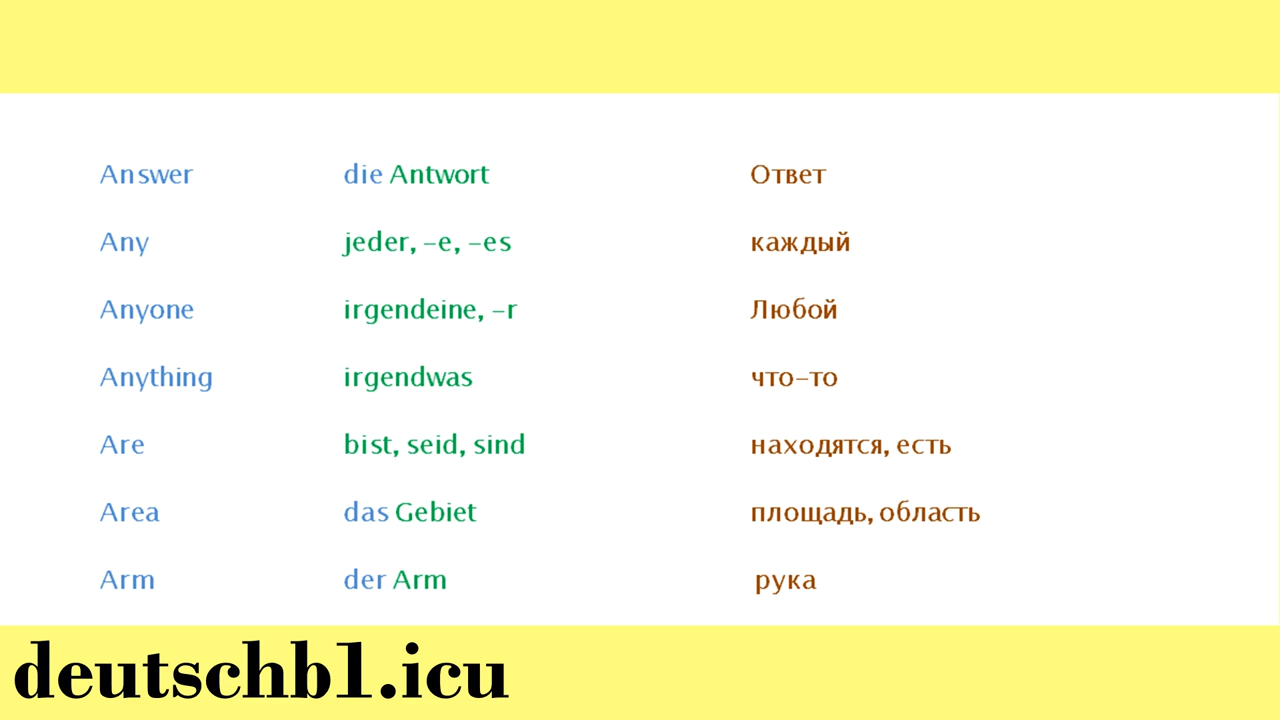 Answer die Antwort Ответ
Any jeder, -e, -es каждый
Anyone irgendeine, -r Любой
Anything irgendwas что-то
Are bist, seid, sind находятся, есть
Area das Gebiet площадь, область
Arm der Arm рука
deutschb1.icu